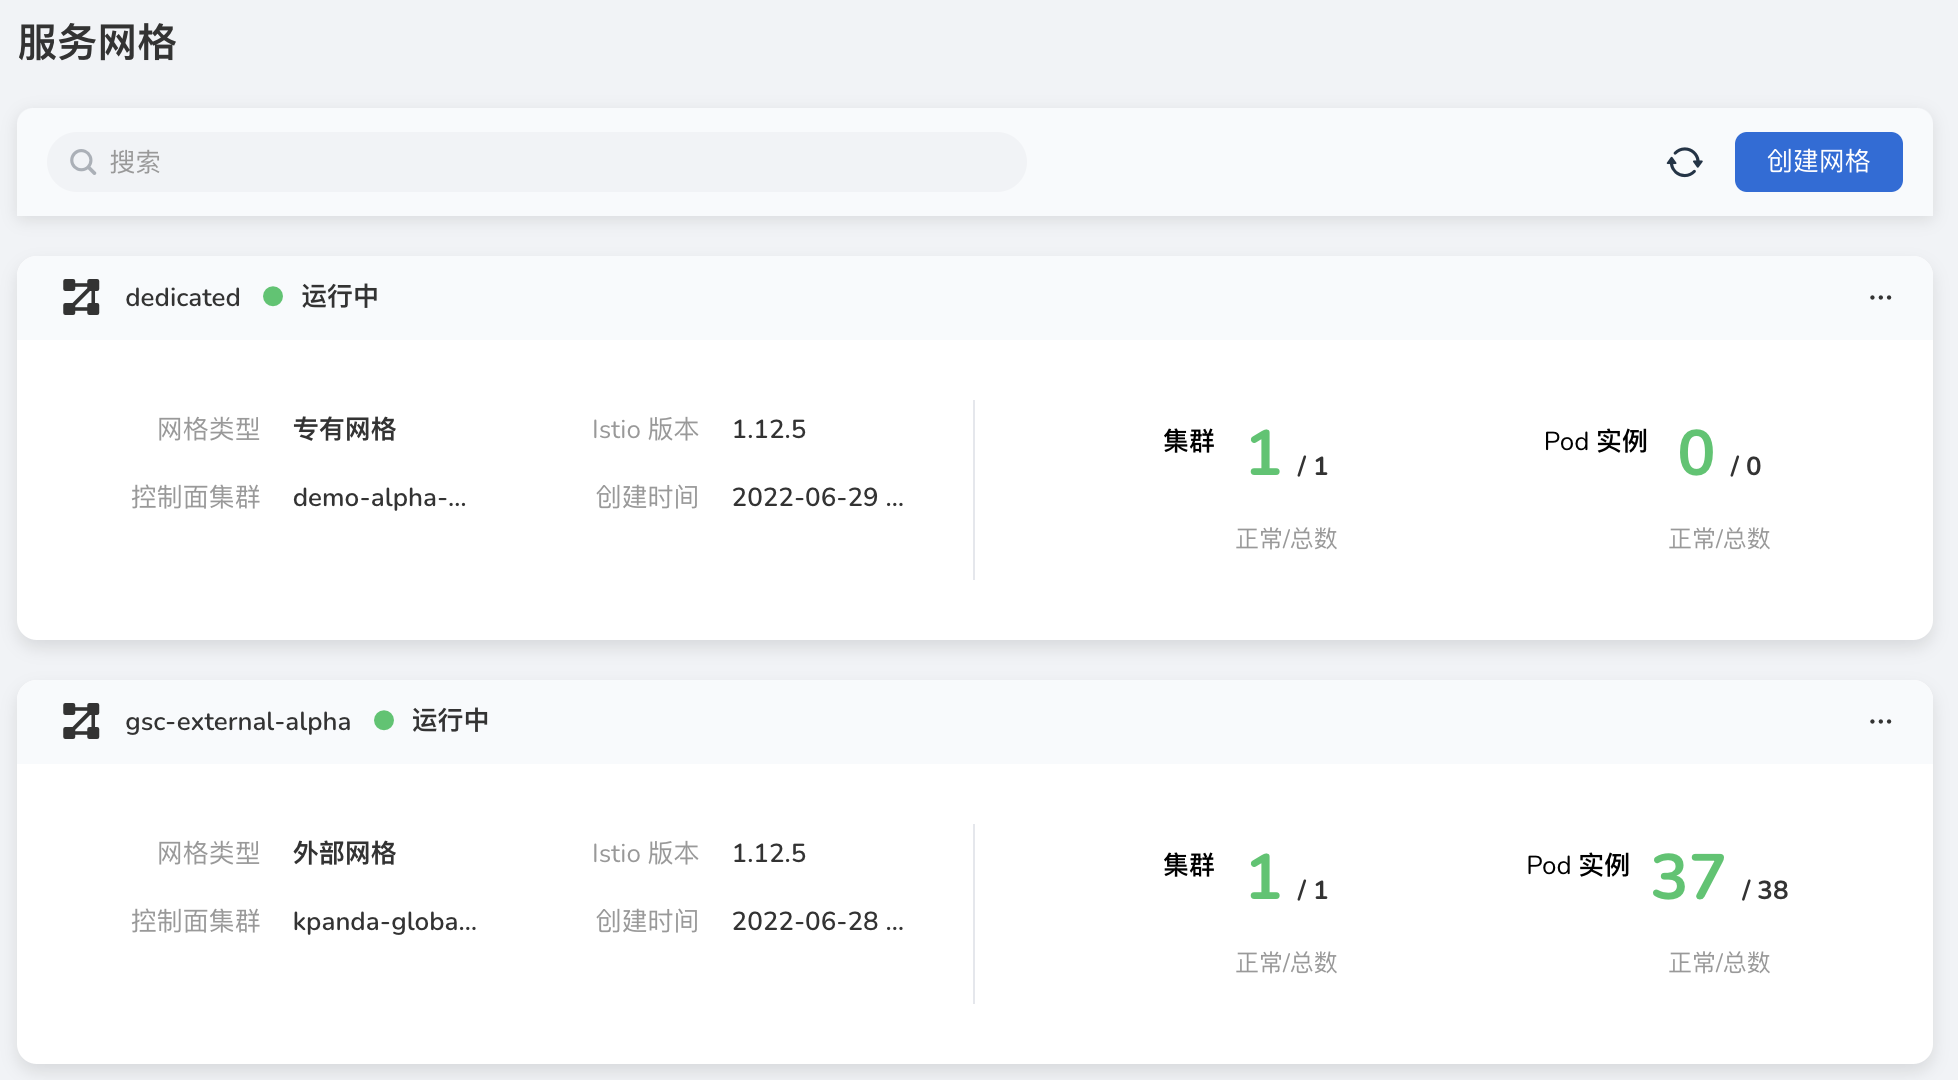 服务网格
搜索
创建网格
dedicated 运行中
网格类型 专有网格 Istio 版本 1.12.5
控制面集群 demo-alpha-... 创建时间 2022-06-29 ...
集群 1 / 1 Pod 实例 0 / 0
正常/总数 正常/总数
gsc-external-alpha 运行中
网格类型 外部网格 Istio 版本 1.12.5
控制面集群 kpanda-globa... 创建时间 2022-06-28 ...
集群 1 / 1 Pod 实例 37 / 38
正常/总数 正常/总数